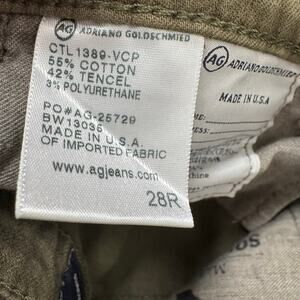 AG ADRIANO GOLDSCHMIED
CTL1389-VCP
55% COTTON
42% TENCEL
3% POLYURETHANE
PO#AG-25729
BW13035
MADE IN U.S.A.
OF IMPORTED FABRIC
www.agjeans.com
28R
AG ADRIANO GOLDSCHMIED
MADE IN U.S.A